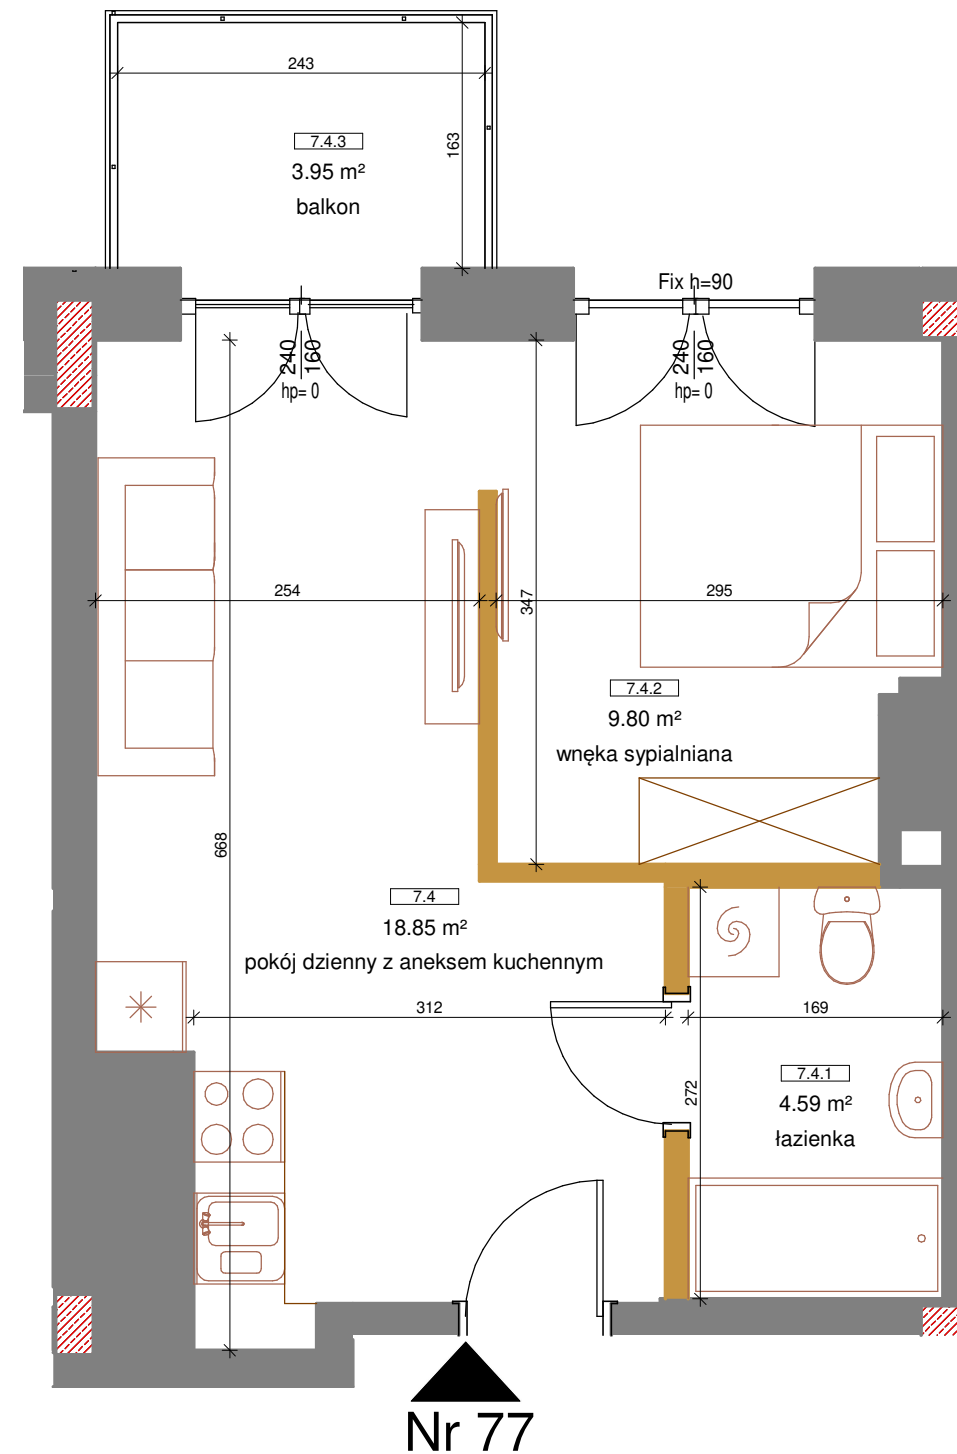 243
163
7.4.3
3.95 m²
balkon
Fix h=90
240
160
hp= 0
240
160
hp= 0
254
347
295
7.4.2
9.80 m²
wnęka sypialniana
668
7.4
18.85 m²
pokój dzienny z aneksem kuchennym
312
169
272
7.4.1
4.59 m²
łazienka
Nr 77